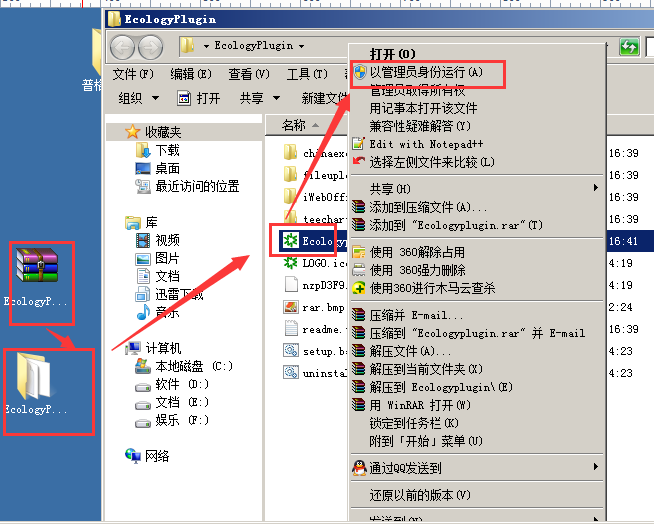 EcologyPlugin
EcologyPlugin
文件(F) 编辑(E) 查看(V) 工具(T)
组织 打开 共享 新建文件
收藏夹
下载
桌面
最近访问的位置
库
视频
图片
文档
迅雷下载
音乐
计算机
本地磁盘 (C:)
软件 (D:)
文档 (E:)
娱乐 (F:)
网络
EcologyP...
EcologyP...
名称
chinaexc
fileuplo
iWebOffi
teechart
Ecologyp
LOGO.ico
nzpD3F9.
rar.bmp
readme.
setup.b
uninstal
16:39
16:39
16:39
16:39
16:41
4:19
4:19
2:24
16:39
4:23
4:23
打开(O)
以管理员身份运行(A)
管理员取得所有权
用记事本打开该文件
兼容性疑难解答(Y)
Edit with Notepad++
选择左侧文件来比较(L)
共享(H)
添加到压缩文件(A)...
添加到 "Ecologyplugin.rar"(T)
使用 360解除占用
使用 360强力删除
使用360进行木马云查杀
压缩并 E-mail...
压缩到 "Ecologyplugin.rar" 并 E-mail
解压文件(A)...
解压到当前文件夹(X)
解压到 Ecologyplugin\(E)
用 WinRAR 打开(W)
锁定到任务栏(K)
附到「开始」菜单(U)
通过QQ发送到
还原以前的版本(V)